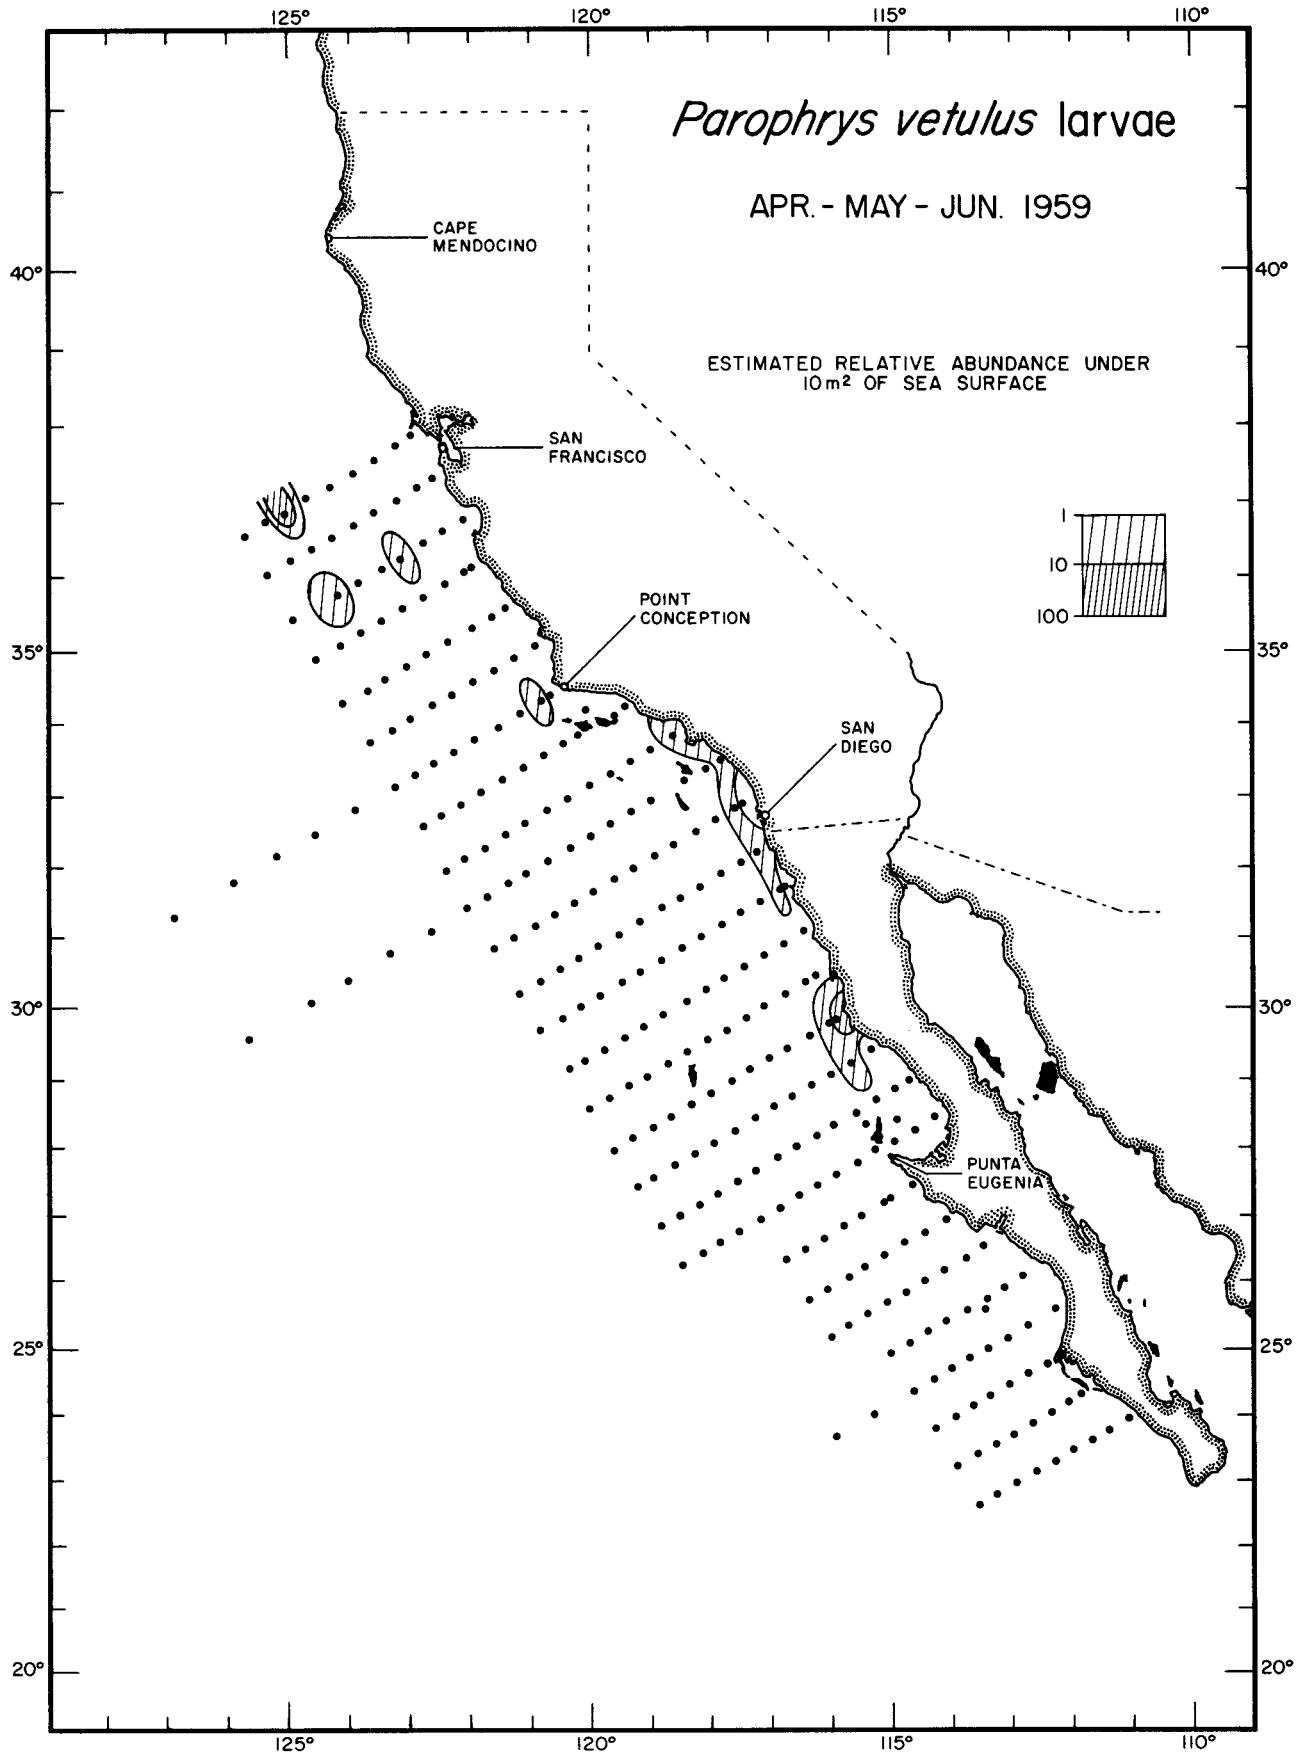 125° 120° 115° 110°
Parophrys vetulus larvae
APR. - MAY - JUN. 1959
CAPE
MENDOCINO
40° 40°
ESTIMATED RELATIVE ABUNDANCE UNDER
10m² OF SEA SURFACE
SAN
FRANCISCO
1
10
100
POINT
CONCEPTION
35° 35°
SAN
DIEGO
30° 30°
PUNTA
EUGENIA
25° 25°
20° 20°
125° 120° 115° 110°